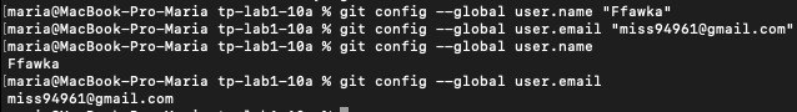 [maria@MacBook-Pro-Maria tp-lab1-10a % git config --global user.name "Ffawka"
[maria@MacBook-Pro-Maria tp-lab1-10a % git config --global user.email "miss94961@gmail.com"
[maria@MacBook-Pro-Maria tp-lab1-10a % git config --global user.name
Ffawka
[maria@MacBook-Pro-Maria tp-lab1-10a % git config --global user.email
miss94961@gmail.com